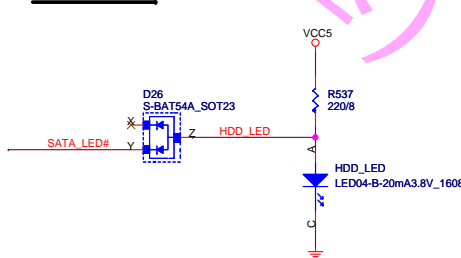 VCC5
D26
S-BAT54A_SOT23
R537
220/8
X
Z
HDD_LED
SATA_LED#
Y
A
HDD_LED
LED04-B-20mA3.8V_1608
C